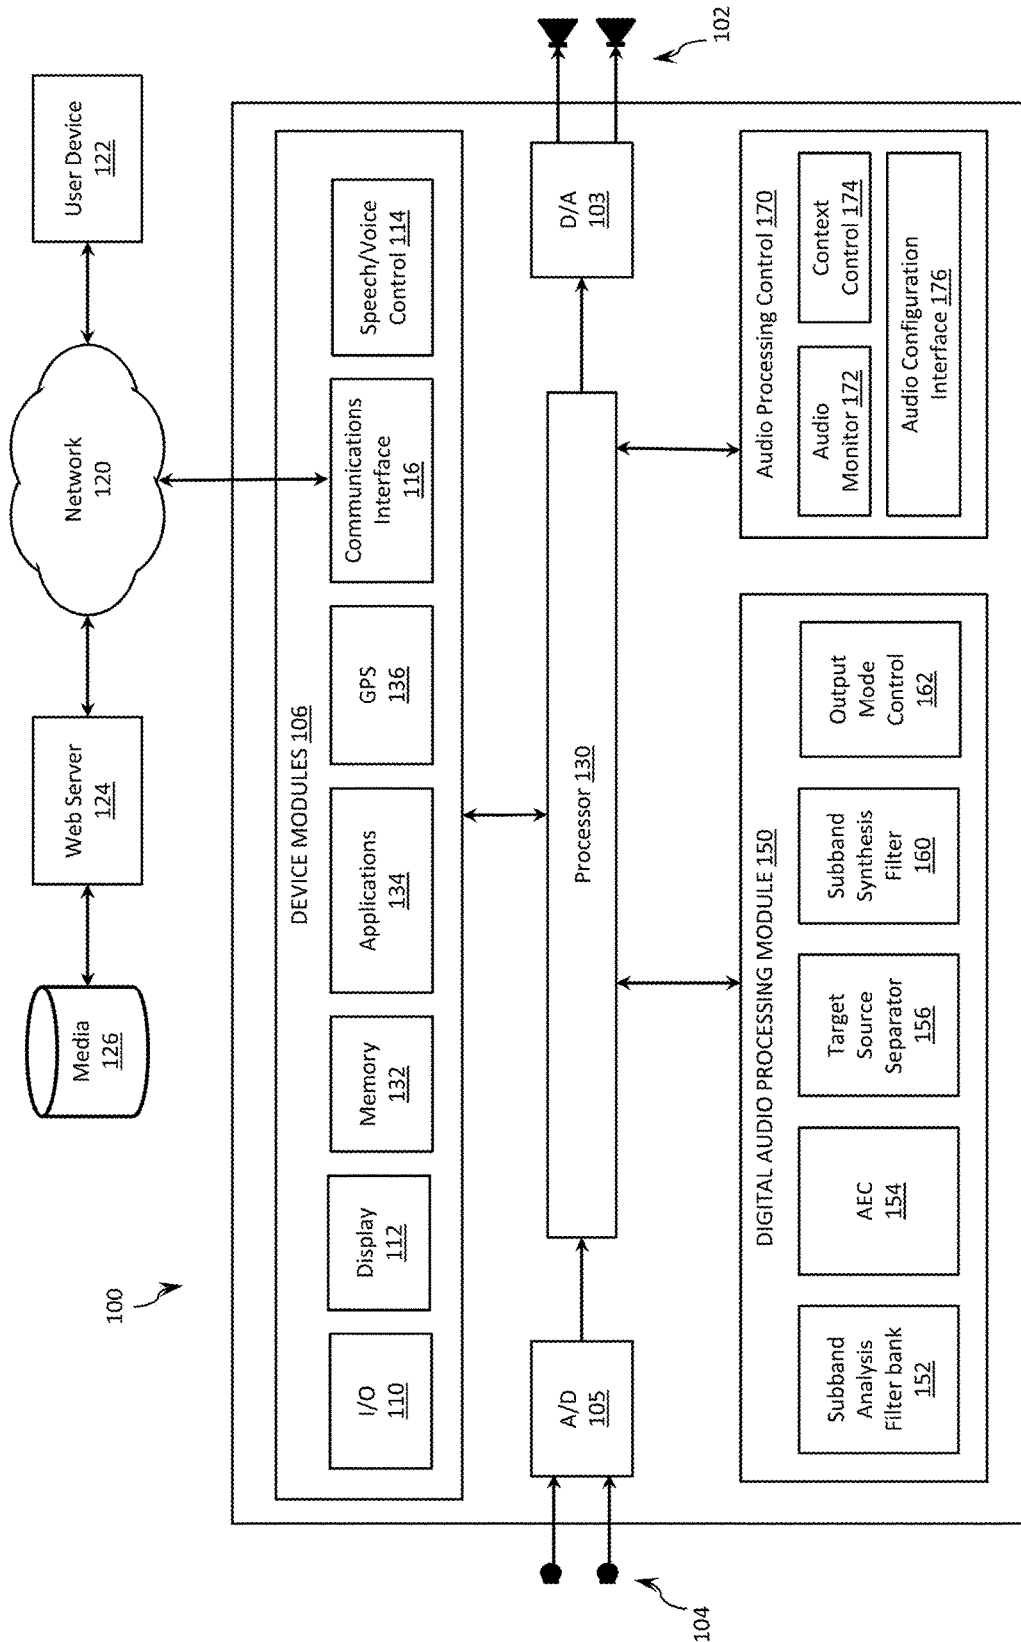 Media
126
Web Server
124
Network
120
User Device
122
100
DEVICE MODULES 106
I/O
110
Display
112
Memory
132
Applications
134
GPS
136
Communications
Interface
116
Speech/Voice
Control 114
104
A/D
105
Processor 130
D/A
103
102
DIGITAL AUDIO PROCESSING MODULE 150
Subband
Analysis
Filter bank
152
AEC
154
Target
Source
Separator
156
Subband
Synthesis
Filter
160
Output
Mode
Control
162
Audio Processing Control 170
Audio
Monitor 172
Context
Control 174
Audio Configuration
Interface 176